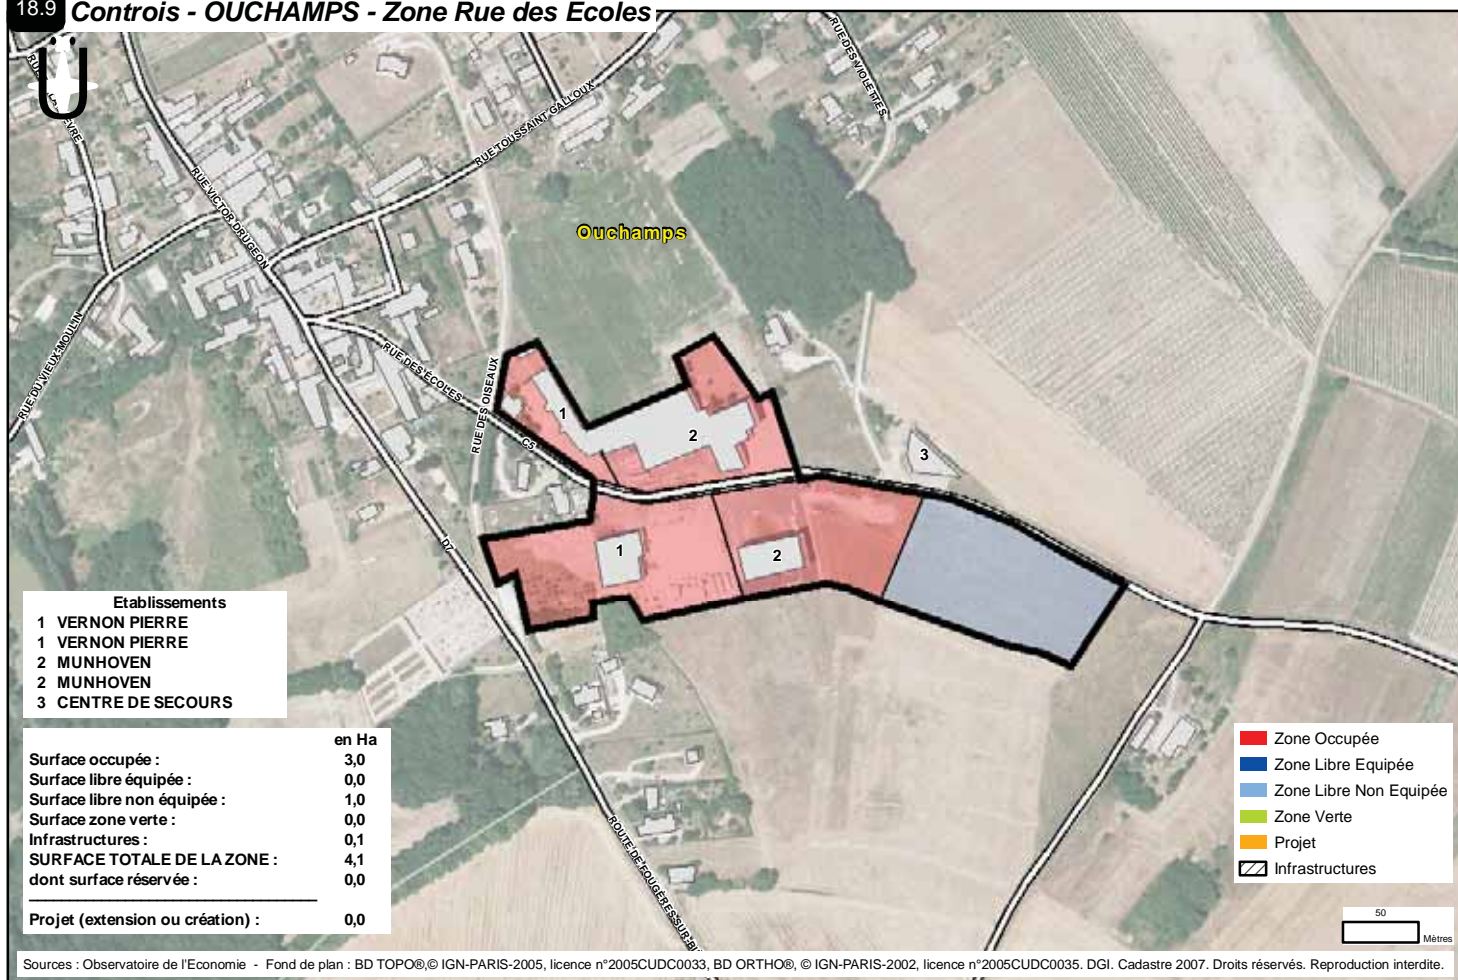 18.9 Controis - OUCHAMPS - Zone Rue des Ecoles
RUE DES VIOLETTES
RUE TOUSSAINT GALLOUX
RUE VICTOR DRUGEON
Ouchamps
RUE DU VIEUX-MOULIN
RUE DES ÉCOLES
RUE DES OISEAUX
C5
1
2
3
1
2
D7
Etablissements
1 VERNON PIERRE
1 VERNON PIERRE
2 MUNHOVEN
2 MUNHOVEN
3 CENTRE DE SECOURS
en Ha
Surface occupée : 3,0
Surface libre équipée : 0,0
Surface libre non équipée : 1,0
Surface zone verte : 0,0
Infrastructures : 0,1
SURFACE TOTALE DE LA ZONE : 4,1
dont surface réservée : 0,0
Projet (extension ou création) : 0,0
ROUTE DE FOUGÈRES-SUR-
Zone Occupée
Zone Libre Equipée
Zone Libre Non Equipée
Zone Verte
Projet
Infrastructures
50
Mètres
Sources : Observatoire de l'Economie - Fond de plan : BD TOPO®,© IGN-PARIS-2005, licence n°2005CUDC0033, BD ORTHO®, © IGN-PARIS-2002, licence n°2005CUDC0035. DGI. Cadastre 2007. Droits réservés. Reproduction interdite.